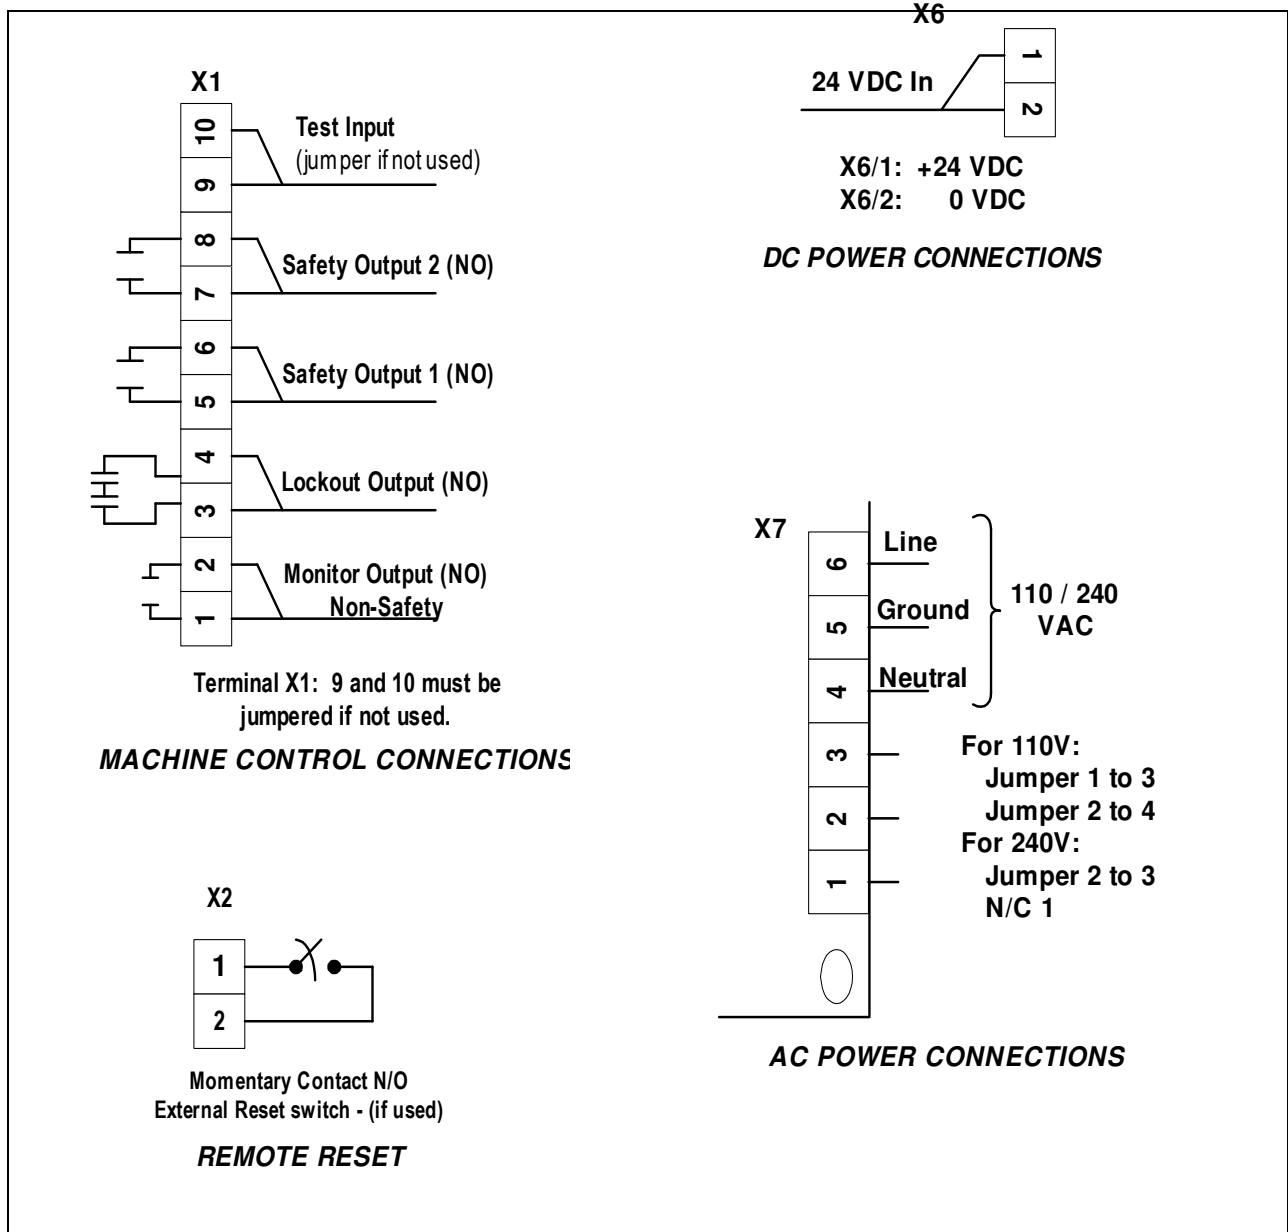 X1
10
Test Input
(jumper if not used)
9
8
Safety Output 2 (NO)
7
6
Safety Output 1 (NO)
5
4
Lockout Output (NO)
3
2
Monitor Output (NO)
Non-Safety
1
Terminal X1: 9 and 10 must be
jumpered if not used.
MACHINE CONTROL CONNECTIONS
X2
1
2
Momentary Contact N/O
External Reset switch - (if used)
REMOTE RESET
X6
1
24 VDC In
2
X6/1: +24 VDC
X6/2: 0 VDC
DC POWER CONNECTIONS
X7
6
Line
5
Ground
4
Neutral
110 / 240
VAC
3
2
1
For 110V:
Jumper 1 to 3
Jumper 2 to 4
For 240V:
Jumper 2 to 3
N/C 1
AC POWER CONNECTIONS